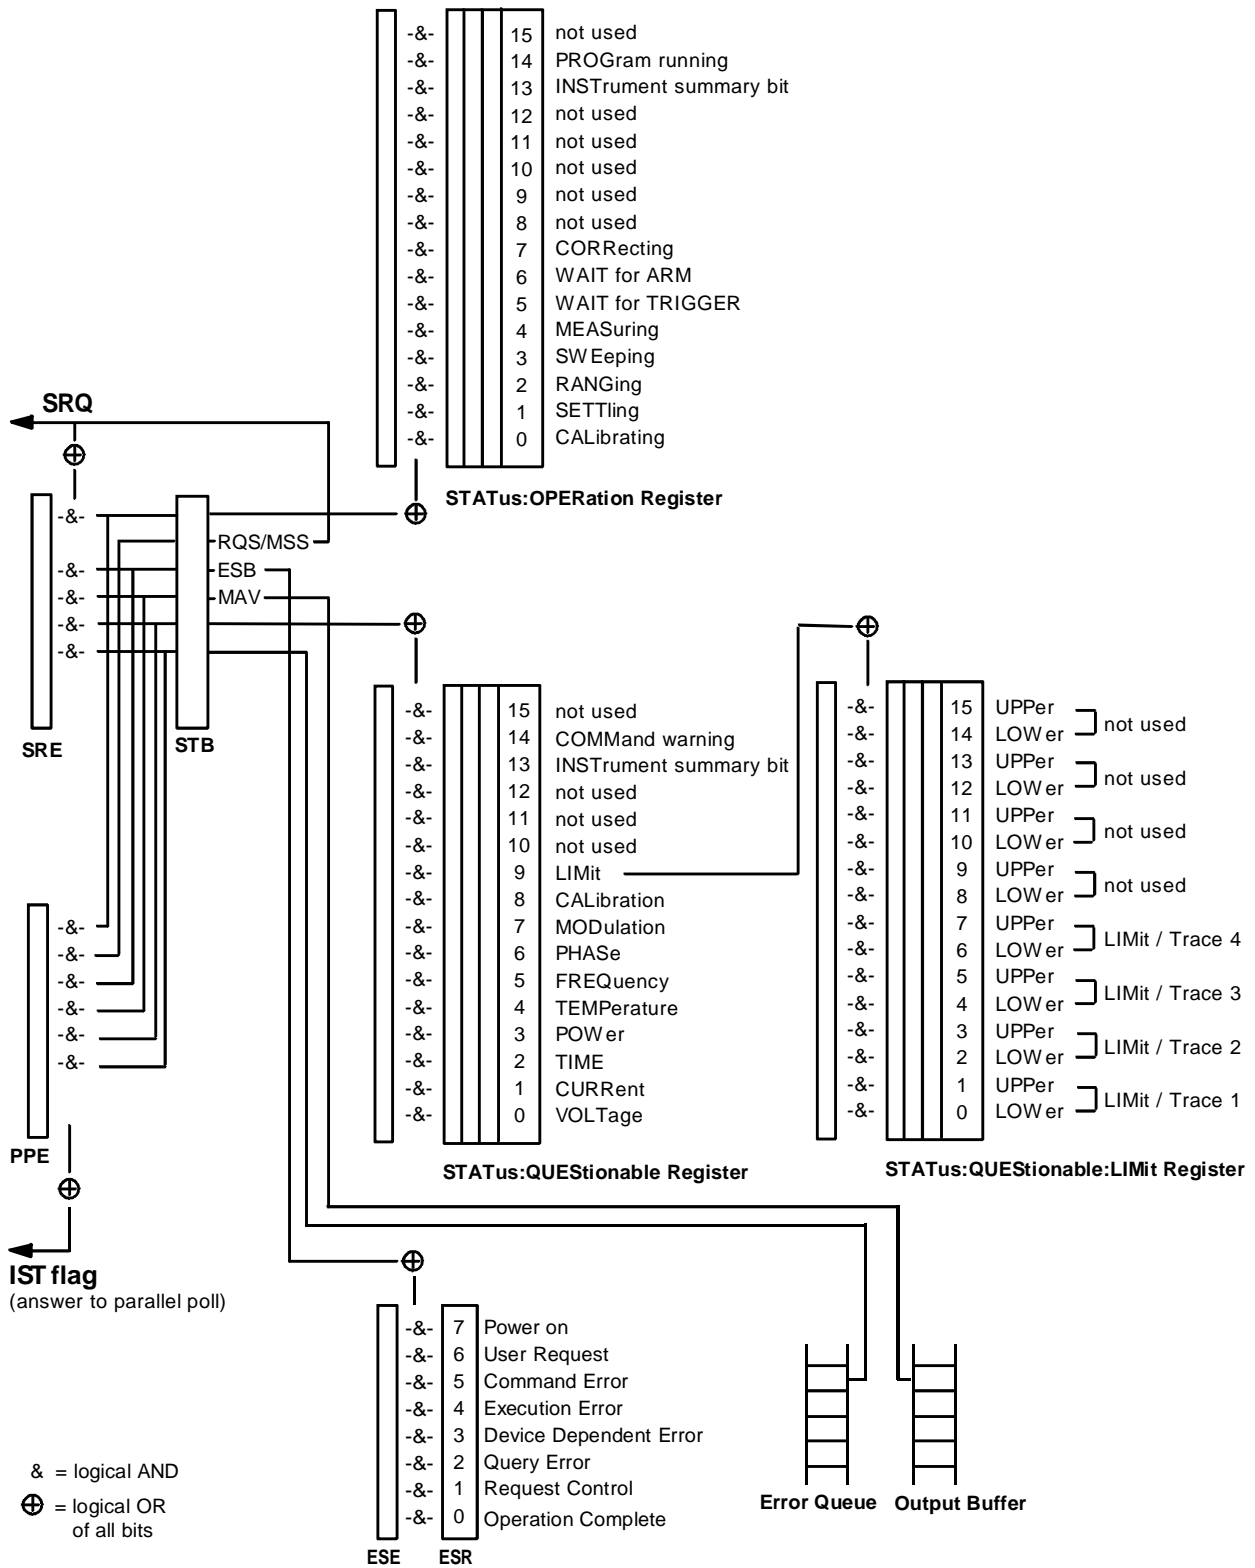 -&- 15 not used
-&- 14 PROGram running
-&- 13 INSTrument summary bit
-&- 12 not used
-&- 11 not used
-&- 10 not used
-&- 9 not used
-&- 8 not used
-&- 7 CORRecting
-&- 6 WAIT for ARM
-&- 5 WAIT for TRIGGER
-&- 4 MEASuring
-&- 3 SWEeping
-&- 2 RANGing
-&- 1 SETTling
-&- 0 CALibrating
STATus:OPERation Register
SRQ
-&-
-&-
-&-
-&-
-&-
RQS/MSS
ESB
MAV
SRE
STB
-&- 15 not used
-&- 14 COMMand warning
-&- 13 INSTrument summary bit
-&- 12 not used
-&- 11 not used
-&- 10 not used
-&- 9 LIMit
-&- 8 CALibration
-&- 7 MODulation
-&- 6 PHASe
-&- 5 FREQuency
-&- 4 TEMPerature
-&- 3 POWer
-&- 2 TIME
-&- 1 CURRent
-&- 0 VOLTage
STATus:QUEStionable Register
-&- 15 UPPer
-&- 14 LOWer
not used
-&- 13 UPPer
-&- 12 LOWer
not used
-&- 11 UPPer
-&- 10 LOWer
not used
-&- 9 UPPer
-&- 8 LOWer
not used
-&- 7 UPPer
-&- 6 LOWer
LIMit / Trace 4
-&- 5 UPPer
-&- 4 LOWer
LIMit / Trace 3
-&- 3 UPPer
-&- 2 LOWer
LIMit / Trace 2
-&- 1 UPPer
-&- 0 LOWer
LIMit / Trace 1
STATus:QUEStionable:LIMit Register
-&-
-&-
-&-
-&-
-&-
-&-
PPE
IST flag
(answer to parallel poll)
-&- 7 Power on
-&- 6 User Request
-&- 5 Command Error
-&- 4 Execution Error
-&- 3 Device Dependent Error
-&- 2 Query Error
-&- 1 Request Control
-&- 0 Operation Complete
ESE
ESR
Error Queue
Output Buffer
& = logical AND
⊕ = logical OR
of all bits